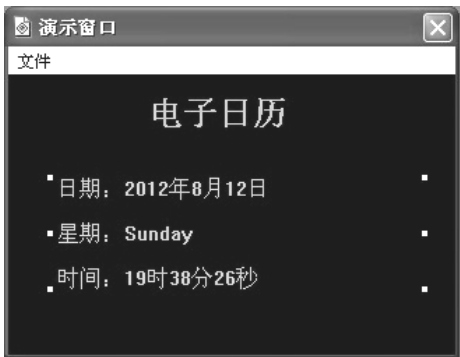 演示窗口
文件
电子日历
日期：2012年8月12日
星期：Sunday
时间：19时38分26秒